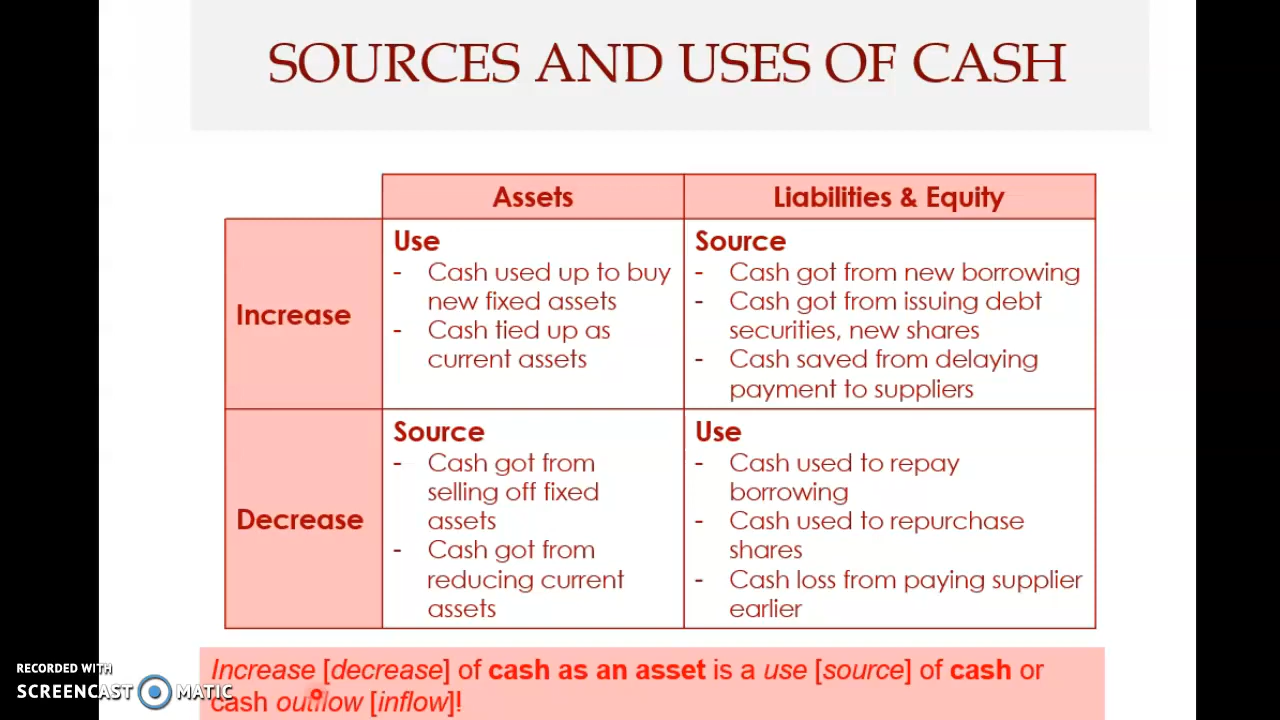 SOURCES AND USES OF CASH
Assets
Liabilities & Equity
Increase
Use
- Cash used up to buy
new fixed assets
- Cash tied up as
current assets
Source
- Cash got from new borrowing
- Cash got from issuing debt
securities, new shares
- Cash saved from delaying
payment to suppliers
Decrease
Source
- Cash got from
selling off fixed
assets
- Cash got from
reducing current
assets
Use
- Cash used to repay
borrowing
- Cash used to repurchase
shares
- Cash loss from paying supplier
earlier
Increase [decrease] of cash as an asset is a use [source] of cash or
cash outflow [inflow]!
RECORDED WITH
SCREENCAST MATIC